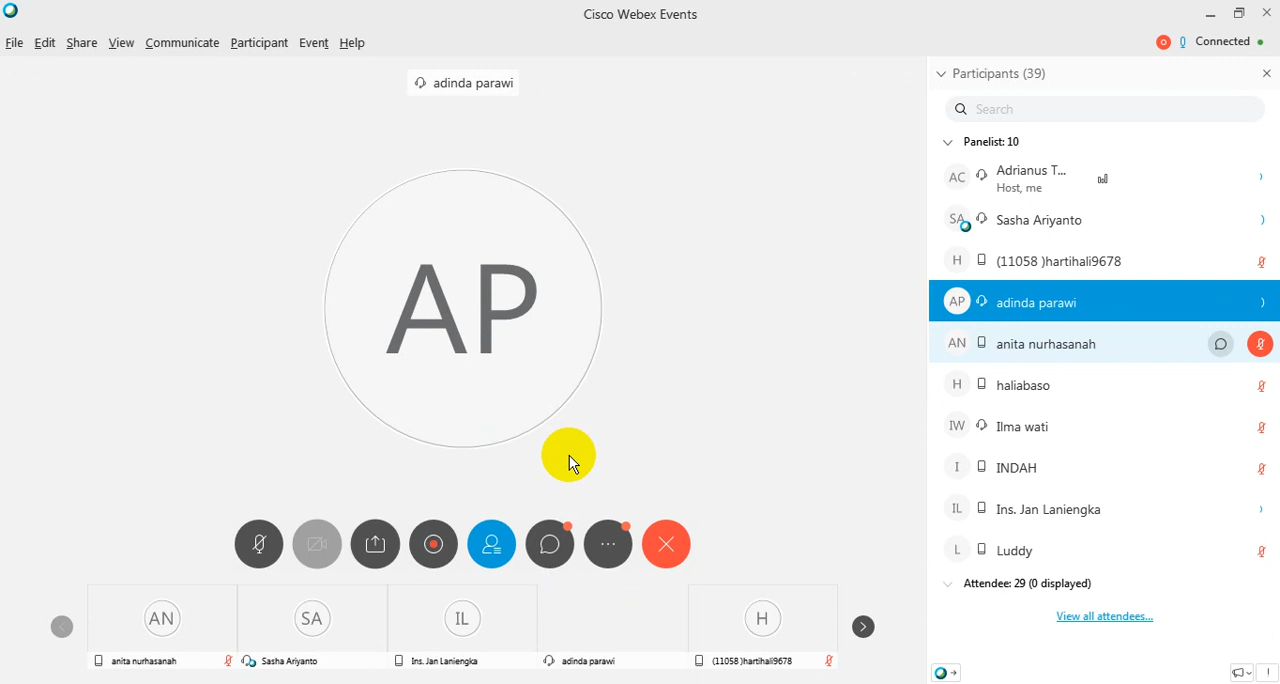 Cisco Webex Events
File Edit Share View Communicate Participant Event Help
Connected
adinda parawi
AP
Participants (39)
Search
Panelist: 10
AC Adrianus T...
Host, me
SA Sasha Ariyanto
H (11058 )hartihali9678
AP adinda parawi
AN anita nurhasanah
H haliabaso
IW Ilma wati
I INDAH
IL Ins. Jan Laniengka
L Luddy
Attendee: 29 (0 displayed)
View all attendees...
AN SA IL H
anita nurhasanah Sasha Ariyanto Ins. Jan Laniengka adinda parawi (11058 )hartihali9678